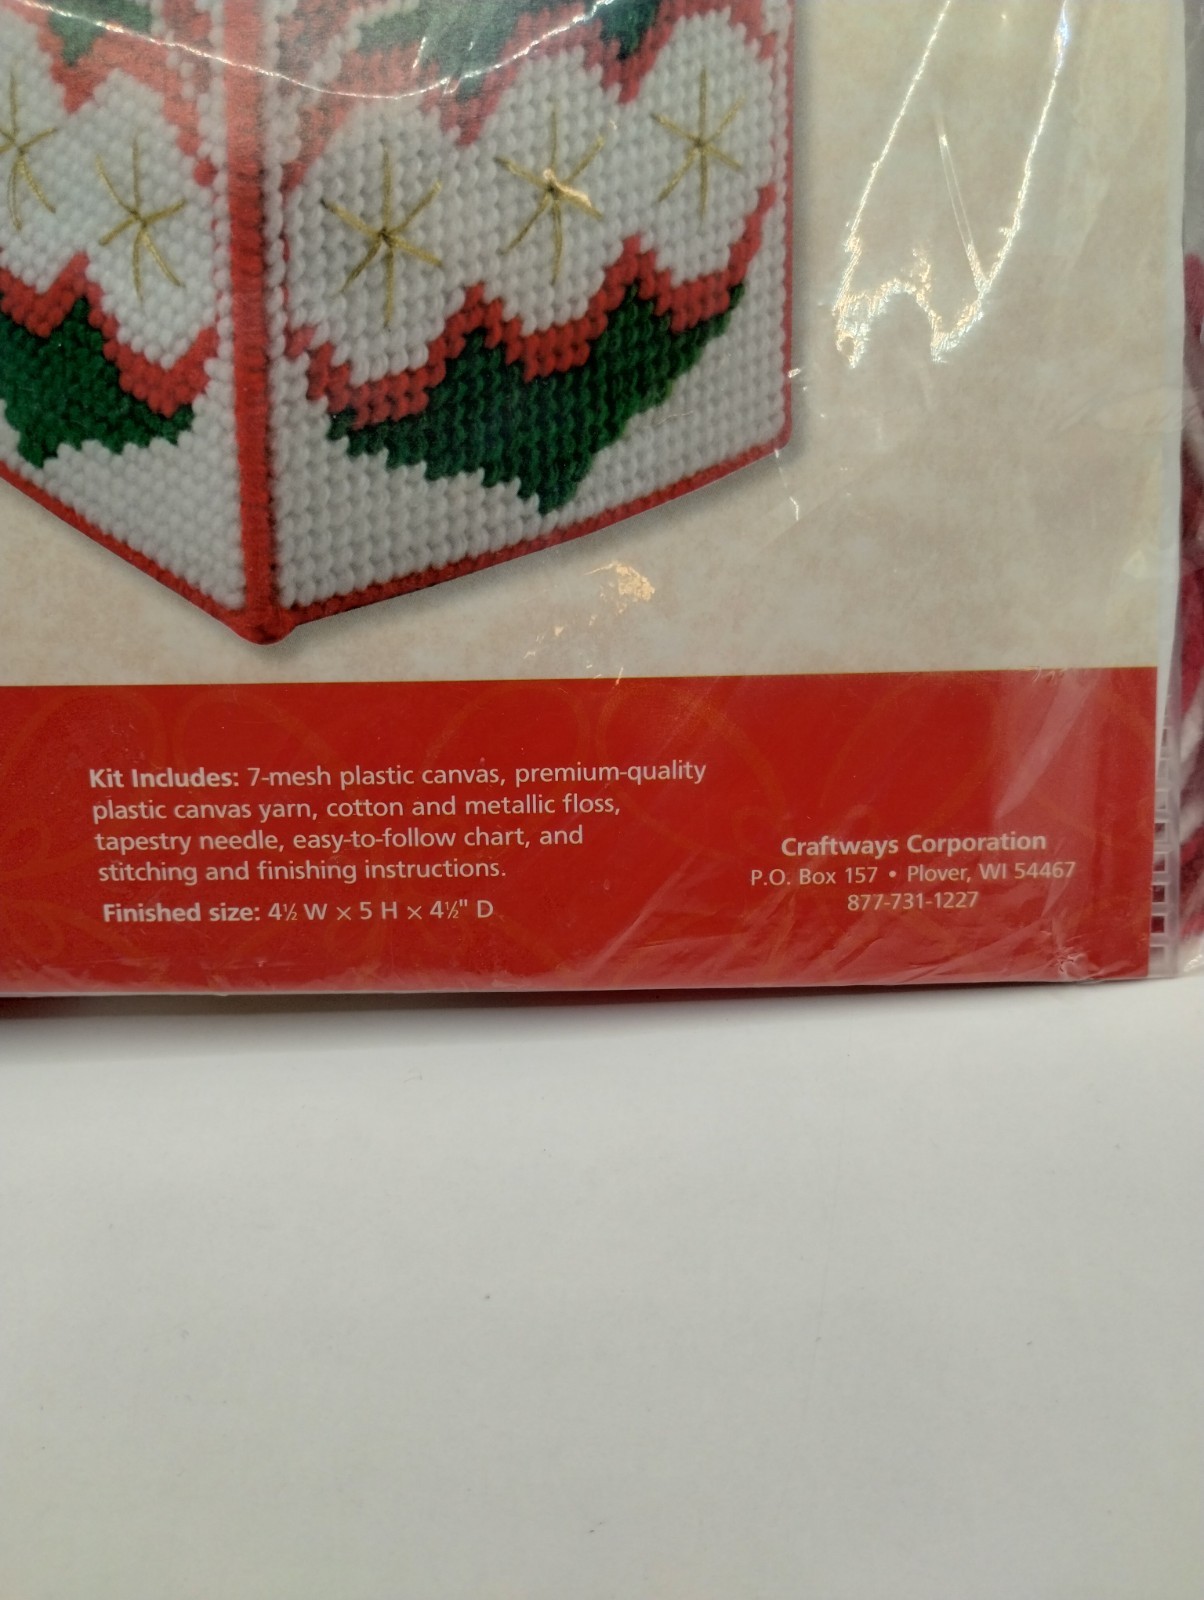 Kit Includes: 7-mesh plastic canvas, premium-quality
plastic canvas yarn, cotton and metallic floss,
tapestry needle, easy-to-follow chart, and
stitching and finishing instructions.
Finished size: 4½ W × 5 H × 4½" D
Craftways Corporation
P.O. Box 157 • Plover, WI 54467
877-731-1227